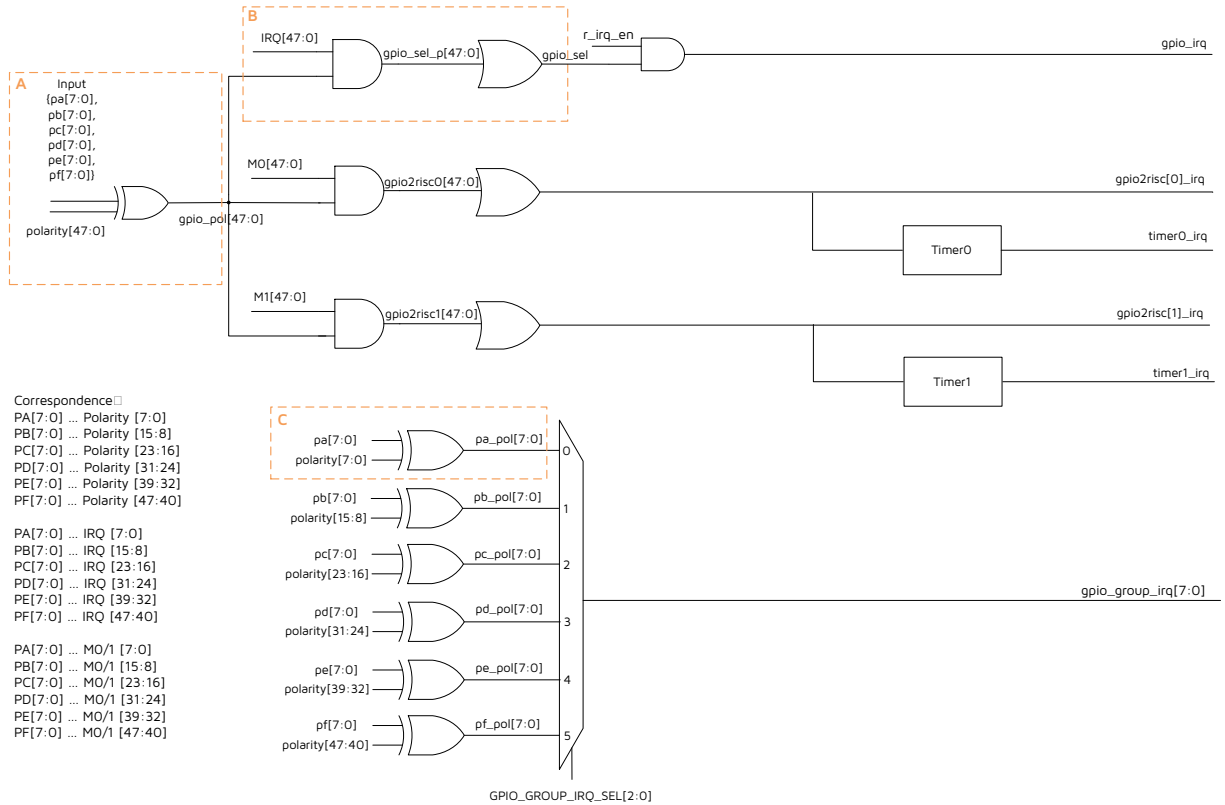 A
Input
{pa[7:0],
pb[7:0],
pc[7:0],
pd[7:0],
pe[7:0],
pf[7:0]}
polarity[47:0]
gpio_pol[47:0]
B
IRQ[47:0]
gpio_sel_p[47:0]
gpio_sel
r_irq_en
gpio_irq
M0[47:0]
gpio2risc0[47:0]
gpio2risc[0]_irq
Timer0
timer0_irq
M1[47:0]
gpio2risc1[47:0]
gpio2risc[1]_irq
Timer1
timer1_irq
Correspondence
PA[7:0] ... Polarity [7:0]
PB[7:0] ... Polarity [15:8]
PC[7:0] ... Polarity [23:16]
PD[7:0] ... Polarity [31:24]
PE[7:0] ... Polarity [39:32]
PF[7:0] ... Polarity [47:40]
PA[7:0] ... IRQ [7:0]
PB[7:0] ... IRQ [15:8]
PC[7:0] ... IRQ [23:16]
PD[7:0] ... IRQ [31:24]
PE[7:0] ... IRQ [39:32]
PF[7:0] ... IRQ [47:40]
PA[7:0] ... M0/1 [7:0]
PB[7:0] ... M0/1 [15:8]
PC[7:0] ... M0/1 [23:16]
PD[7:0] ... M0/1 [31:24]
PE[7:0] ... M0/1 [39:32]
PF[7:0] ... M0/1 [47:40]
C
pa[7:0]
polarity[7:0]
pa_pol[7:0]
0
pb[7:0]
polarity[15:8]
pb_pol[7:0]
1
pc[7:0]
polarity[23:16]
pc_pol[7:0]
2
pd[7:0]
polarity[31:24]
pd_pol[7:0]
3
pe[7:0]
polarity[39:32]
pe_pol[7:0]
4
pf[7:0]
polarity[47:40]
pf_pol[7:0]
5
gpio_group_irq[7:0]
GPIO_GROUP_IRQ_SEL[2:0]